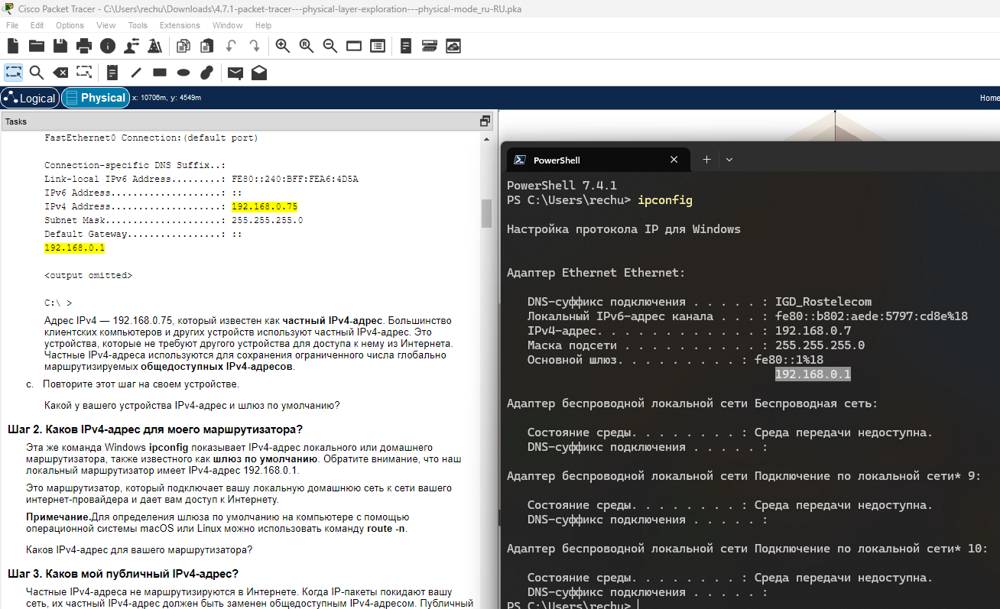 Cisco Packet Tracer - C:\Users\rechu\Downloads\4.7.1-packet-tracer---physical-layer-exploration---physical-mode_ru-RU.pka
File Edit Options View Tools Extensions Window Help
Logical Physical x: 10706m, y: 4549m Home
Tasks
FastEthernet0 Connection:(default port)
Connection-specific DNS Suffix..:
Link-local IPv6 Address.........: FE80::240:BFF:FEA6:4D5A
IPv6 Address....................: ::
IPv4 Address....................: 192.168.0.75
Subnet Mask.....................: 255.255.255.0
Default Gateway.................: ::
192.168.0.1
<output omitted>
C:\ >
Адрес IPv4 — 192.168.0.75, который известен как частный IPv4-адрес. Большинство
клиентских компьютеров и других устройств используют частный IPv4-адрес. Это
устройства, которые не требуют другого устройства для доступа к нему из Интернета.
Частные IPv4-адреса используются для сохранения ограниченного числа глобально
маршрутизируемых общедоступных IPv4-адресов.
c. Повторите этот шаг на своем устройстве.
Какой у вашего устройства IPv4-адрес и шлюз по умолчанию?
Шаг 2. Каков IPv4-адрес для моего маршрутизатора?
Эта же команда Windows ipconfig показывает IPv4-адрес локального или домашнего
маршрутизатора, также известного как шлюз по умолчанию. Обратите внимание, что наш
локальный маршрутизатор имеет IPv4-адрес 192.168.0.1.
Это маршрутизатор, который подключает вашу локальную домашнюю сеть к сети вашего
интернет-провайдера и дает вам доступ к Интернету.
Примечание.Для определения шлюза по умолчанию на компьютере с помощью
операционной системы macOS или Linux можно использовать команду route -n.
Каков IPv4-адрес для вашего маршрутизатора?
Шаг 3. Каков мой публичный IPv4-адрес?
Частные IPv4-адреса не маршрутизируются в Интернете. Когда IP-пакеты покидают вашу
сеть, их частный IPv4-адрес должен быть заменен общедоступным IPv4-адресом. Публичный
PowerShell
PowerShell 7.4.1
PS C:\Users\rechu> ipconfig
Настройка протокола IP для Windows
Адаптер Ethernet Ethernet:
DNS-суффикс подключения . . . . . : IGD_Rostelecom
Локальный IPv6-адрес канала . . . : fe80::b802:aede:5797:cd8e%18
IPv4-адрес. . . . . . . . . . . . : 192.168.0.7
Маска подсети . . . . . . . . . . : 255.255.255.0
Основной шлюз. . . . . . . . . : fe80::1%18
192.168.0.1
Адаптер беспроводной локальной сети Беспроводная сеть:
Состояние среды. . . . . . . . : Среда передачи недоступна.
DNS-суффикс подключения . . . . . :
Адаптер беспроводной локальной сети Подключение по локальной сети* 9:
Состояние среды. . . . . . . . : Среда передачи недоступна.
DNS-суффикс подключения . . . . . :
Адаптер беспроводной локальной сети Подключение по локальной сети* 10:
Состояние среды. . . . . . . . : Среда передачи недоступна.
DNS-суффикс подключения . . . . . :
PS C:\Users\rechu>